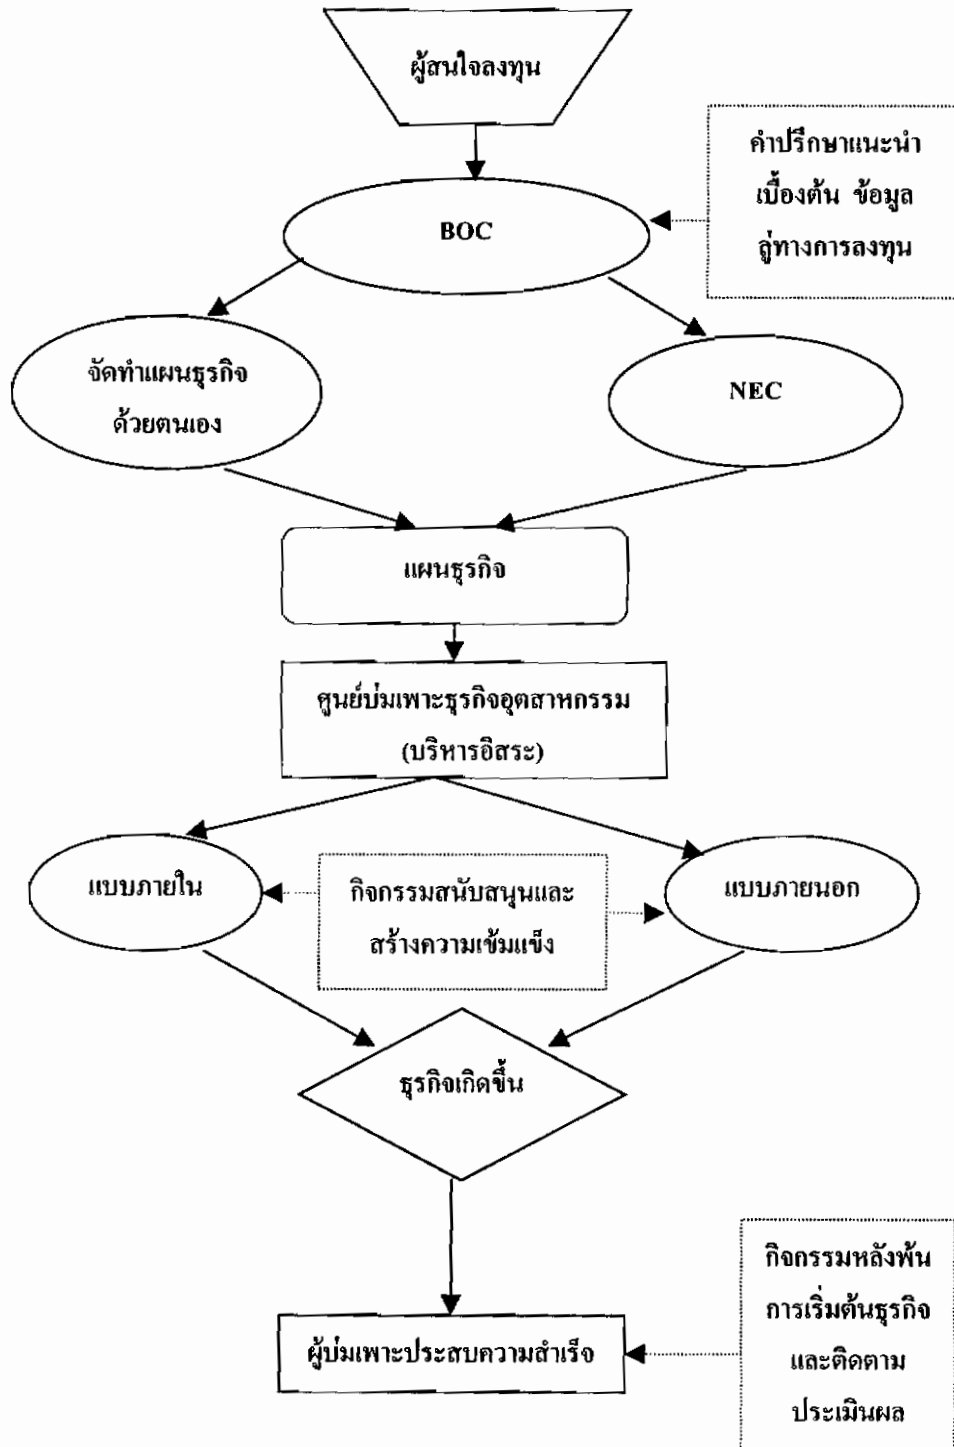 ผู้สนใจลงทุน
คำปรึกษาแนะนำ
เบื้องต้น ข้อมูล
ลู่ทางการลงทุน
BOC
จัดทำแผนธุรกิจ
ด้วยตนเอง
NEC
แผนธุรกิจ
ศูนย์บ่มเพาะธุรกิจอุตสาหกรรม
(บริหารอิสระ)
แบบภายใน
กิจกรรมสนับสนุนและ
สร้างความเข้มแข็ง
แบบภายนอก
ธุรกิจเกิดขึ้น
ผู้บ่มเพาะประสบความสำเร็จ
กิจกรรมหลังพ้น
การเริ่มต้นธุรกิจ
และติดตาม
ประเมินผล